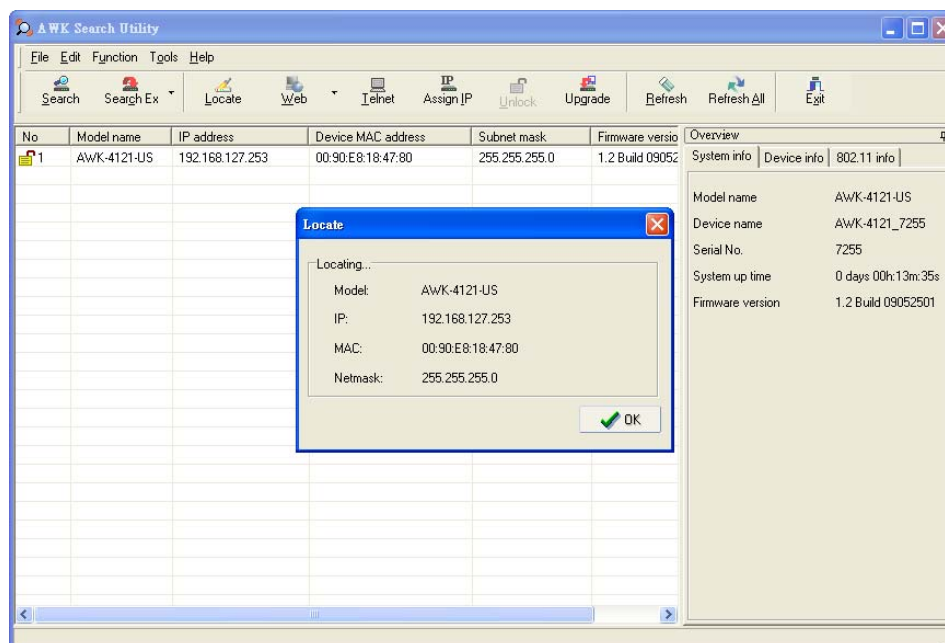 AWK Search Utility
File Edit Function Tools Help
Search Search Ex Locate Web Telnet Assign IP Unlock Upgrade Refresh Refresh All Exit
No Model name IP address Device MAC address Subnet mask Firmware versio
1 AWK-4121-US 192.168.127.253 00:90:E8:18:47:80 255.255.255.0 1.2 Build 09052
Overview
System info Device info 802.11 info
Model name AWK-4121-US
Device name AWK-4121_7255
Serial No. 7255
System up time 0 days 00h:13m:35s
Firmware version 1.2 Build 09052501
Locate
Locating...
Model: AWK-4121-US
IP: 192.168.127.253
MAC: 00:90:E8:18:47:80
Netmask: 255.255.255.0
OK